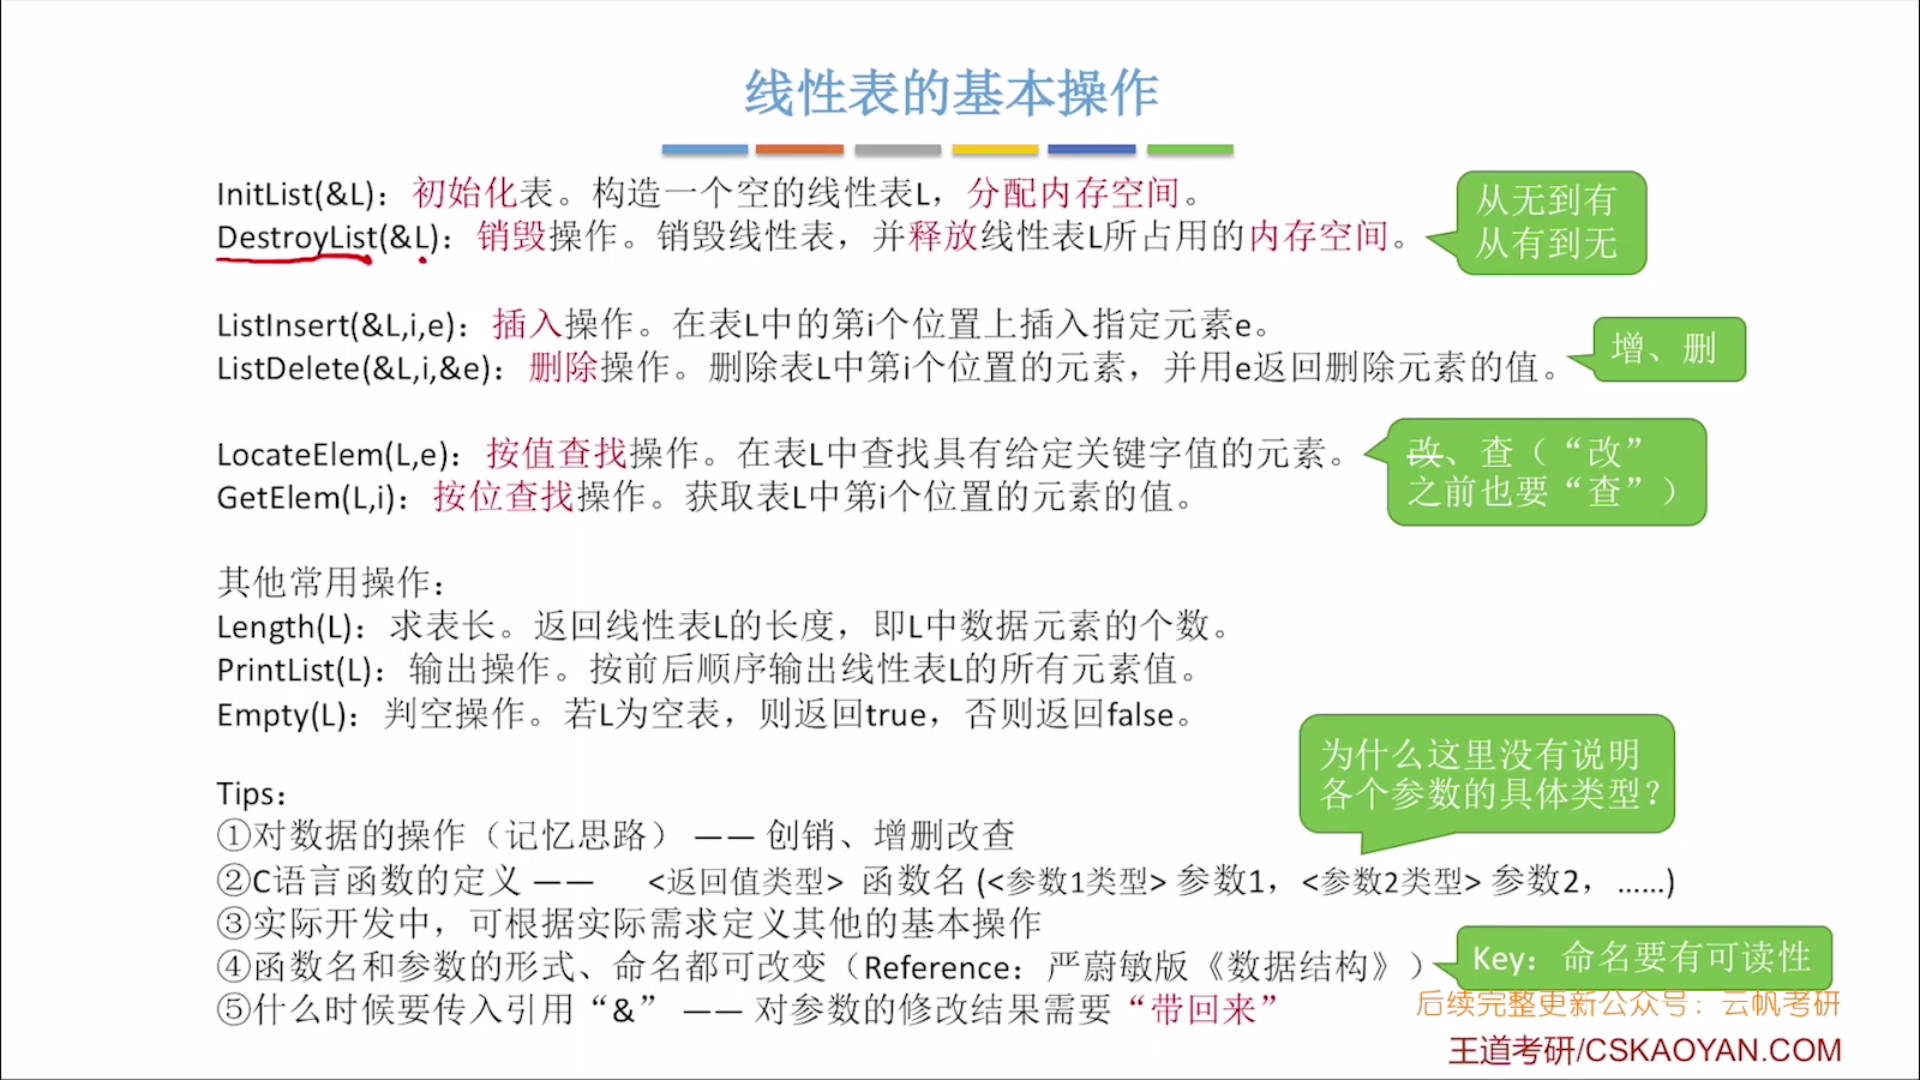 线性表的基本操作
InitList(&L)：初始化表。构造一个空的线性表L，分配内存空间。
DestroyList(&L)：销毁操作。销毁线性表，并释放线性表L所占用的内存空间。
从无到有
从有到无
ListInsert(&L,i,e)：插入操作。在表L中的第i个位置上插入指定元素e。
ListDelete(&L,i,&e)：删除操作。删除表L中第i个位置的元素，并用e返回删除元素的值。
增、删
LocateElem(L,e)：按值查找操作。在表L中查找具有给定关键字值的元素。
GetElem(L,i)：按位查找操作。获取表L中第i个位置的元素的值。
改、查（“改”
之前也要“查”）
其他常用操作：
Length(L)：求表长。返回线性表L的长度，即L中数据元素的个数。
PrintList(L)：输出操作。按前后顺序输出线性表L的所有元素值。
Empty(L)：判空操作。若L为空表，则返回true，否则返回false。
为什么这里没有说明
各个参数的具体类型？
Tips：
①对数据的操作（记忆思路） —— 创销、增删改查
②C语言函数的定义 —— <返回值类型> 函数名 (<参数1类型> 参数1，<参数2类型> 参数2，……)
③实际开发中，可根据实际需求定义其他的基本操作
④函数名和参数的形式、命名都可改变（Reference：严蔚敏版《数据结构》）
Key：命名要有可读性
⑤什么时候要传入引用“&” —— 对参数的修改结果需要“带回来”
后续完整更新公众号：云帆考研
王道考研/CSKAOYAN.COM